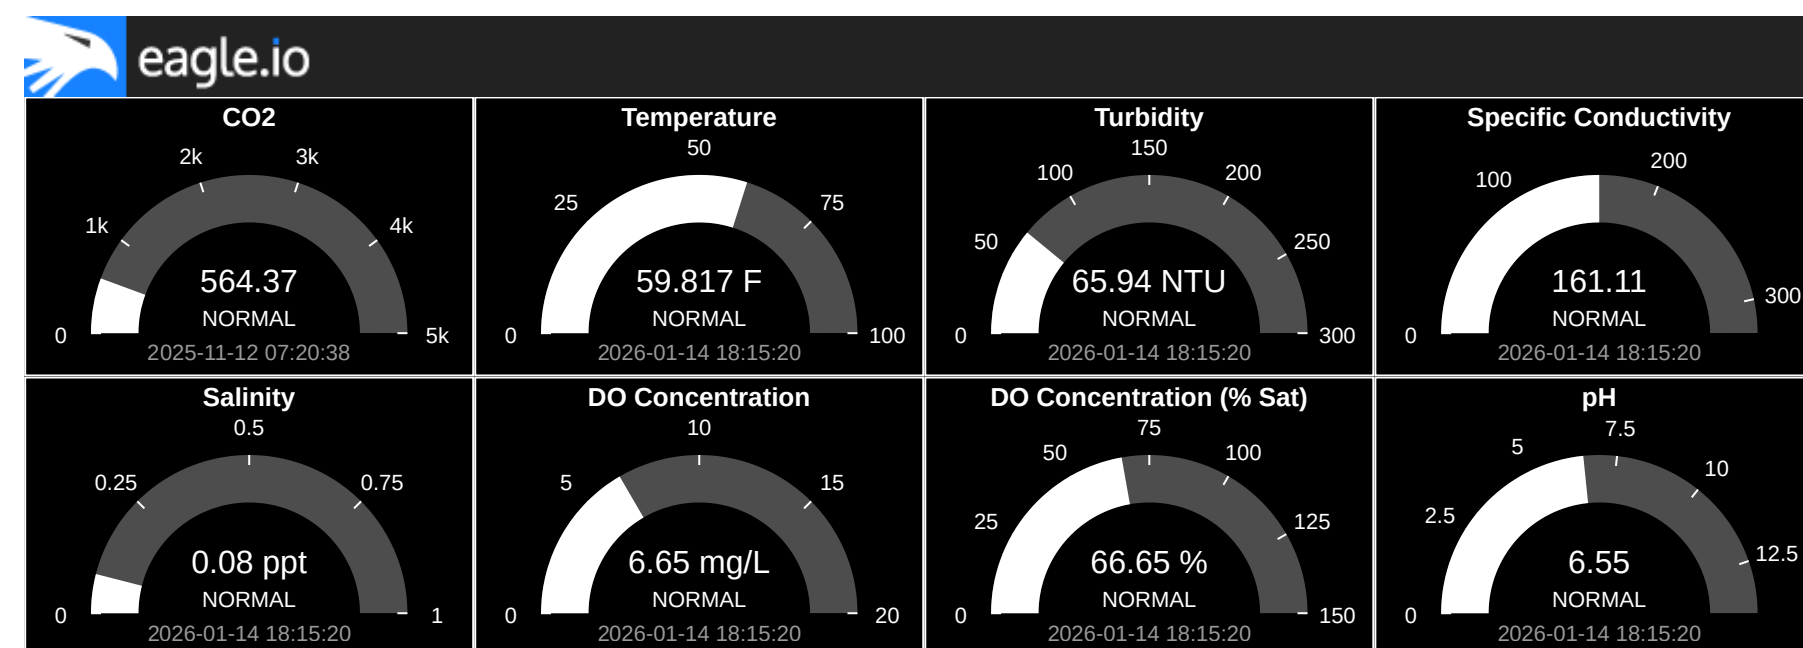 eagle.io
CO2
0
1k
2k
3k
4k
5k
564.37
NORMAL
2025-11-12 07:20:38
Temperature
0
25
50
75
100
59.817 F
NORMAL
2026-01-14 18:15:20
Turbidity
0
50
100
150
200
250
300
65.94 NTU
NORMAL
2026-01-14 18:15:20
Specific Conductivity
0
100
200
300
161.11
NORMAL
2026-01-14 18:15:20
Salinity
0
0.25
0.5
0.75
1
0.08 ppt
NORMAL
2026-01-14 18:15:20
DO Concentration
0
5
10
15
20
6.65 mg/L
NORMAL
2026-01-14 18:15:20
DO Concentration (% Sat)
0
25
50
75
100
125
150
66.65 %
NORMAL
2026-01-14 18:15:20
pH
0
2.5
5
7.5
10
12.5
6.55
NORMAL
2026-01-14 18:15:20